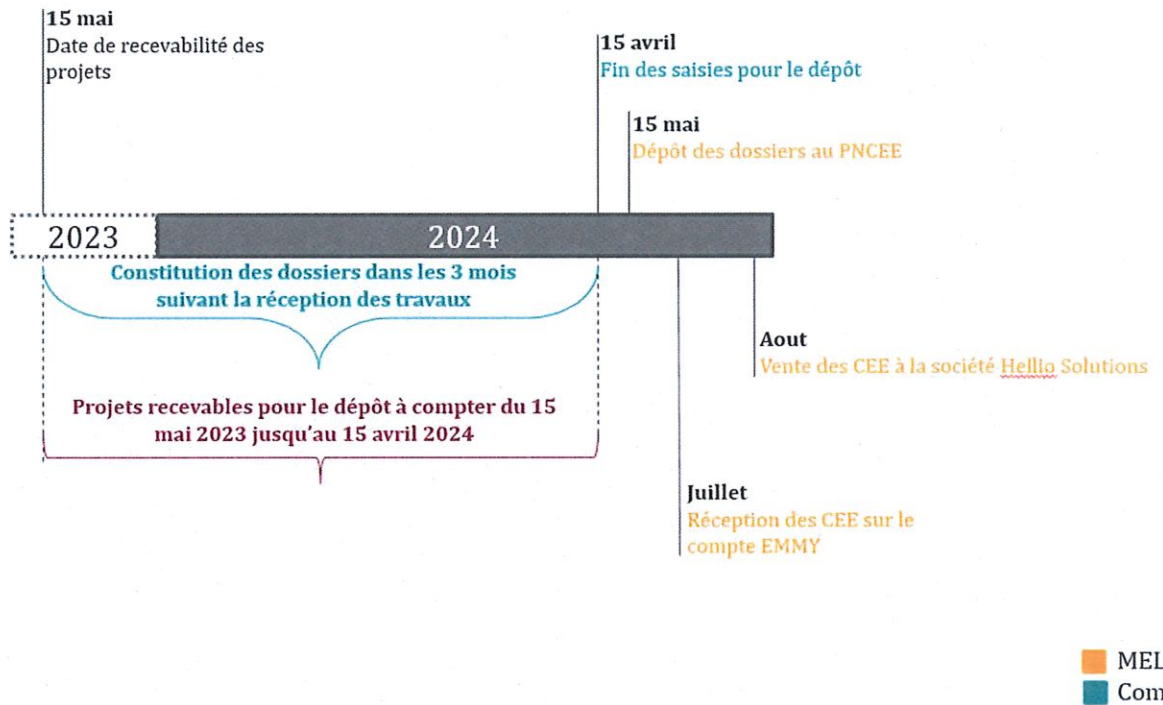 15 mai
Date de recevabilité des
projets
15 avril
Fin des saisies pour le dépôt
15 mai
Dépôt des dossiers au PNCEE
2023
2024
Constitution des dossiers dans les 3 mois
suivant la réception des travaux
Aout
Vente des CEE à la société Hellio Solutions
Projets recevables pour le dépôt à compter du 15
mai 2023 jusqu'au 15 avril 2024
Juillet
Réception des CEE sur le
compte EMMY
MEL
Com